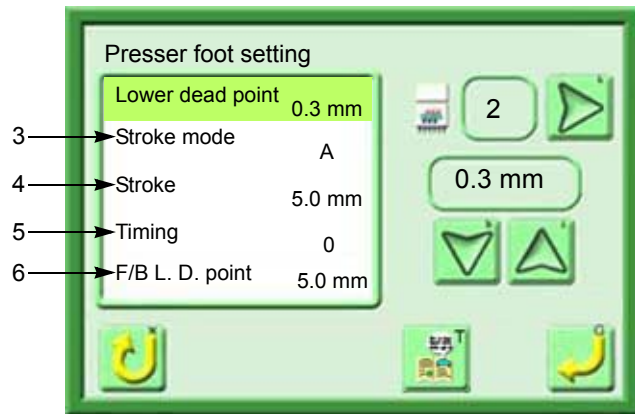 Presser foot setting
Lower dead point 0.3 mm
2
3 Stroke mode A
4 Stroke 5.0 mm
0.3 mm
5 Timing 0
6 F/B L. D. point 5.0 mm
T